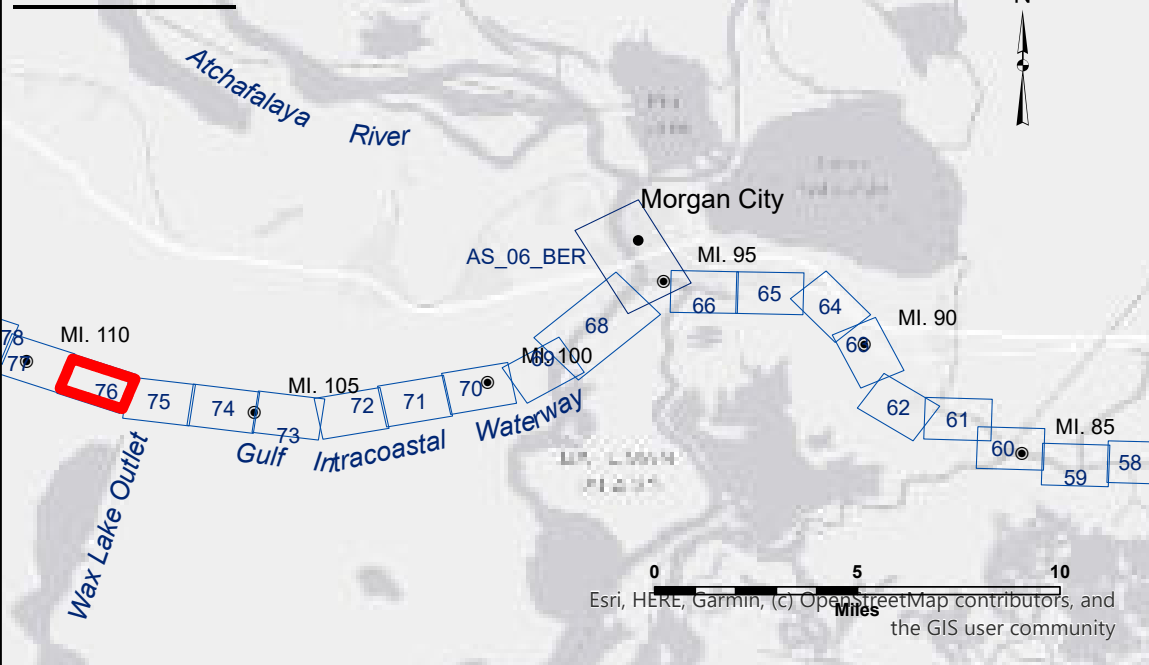 N
Atchafalaya
River
Morgan City
AS_06_BER
MI. 95
66
65
64
68
MI. 90
78
77
MI. 110
76
75
74
MI. 105
73
72
71
70
MI. 100
69
62
61
60
MI. 85
59
58
Gulf Intracoastal Waterway
Wax Lake Outlet
0 5 10
Miles
Esri, HERE, Garmin, (c) OpenStreetMap contributors, and
the GIS user community